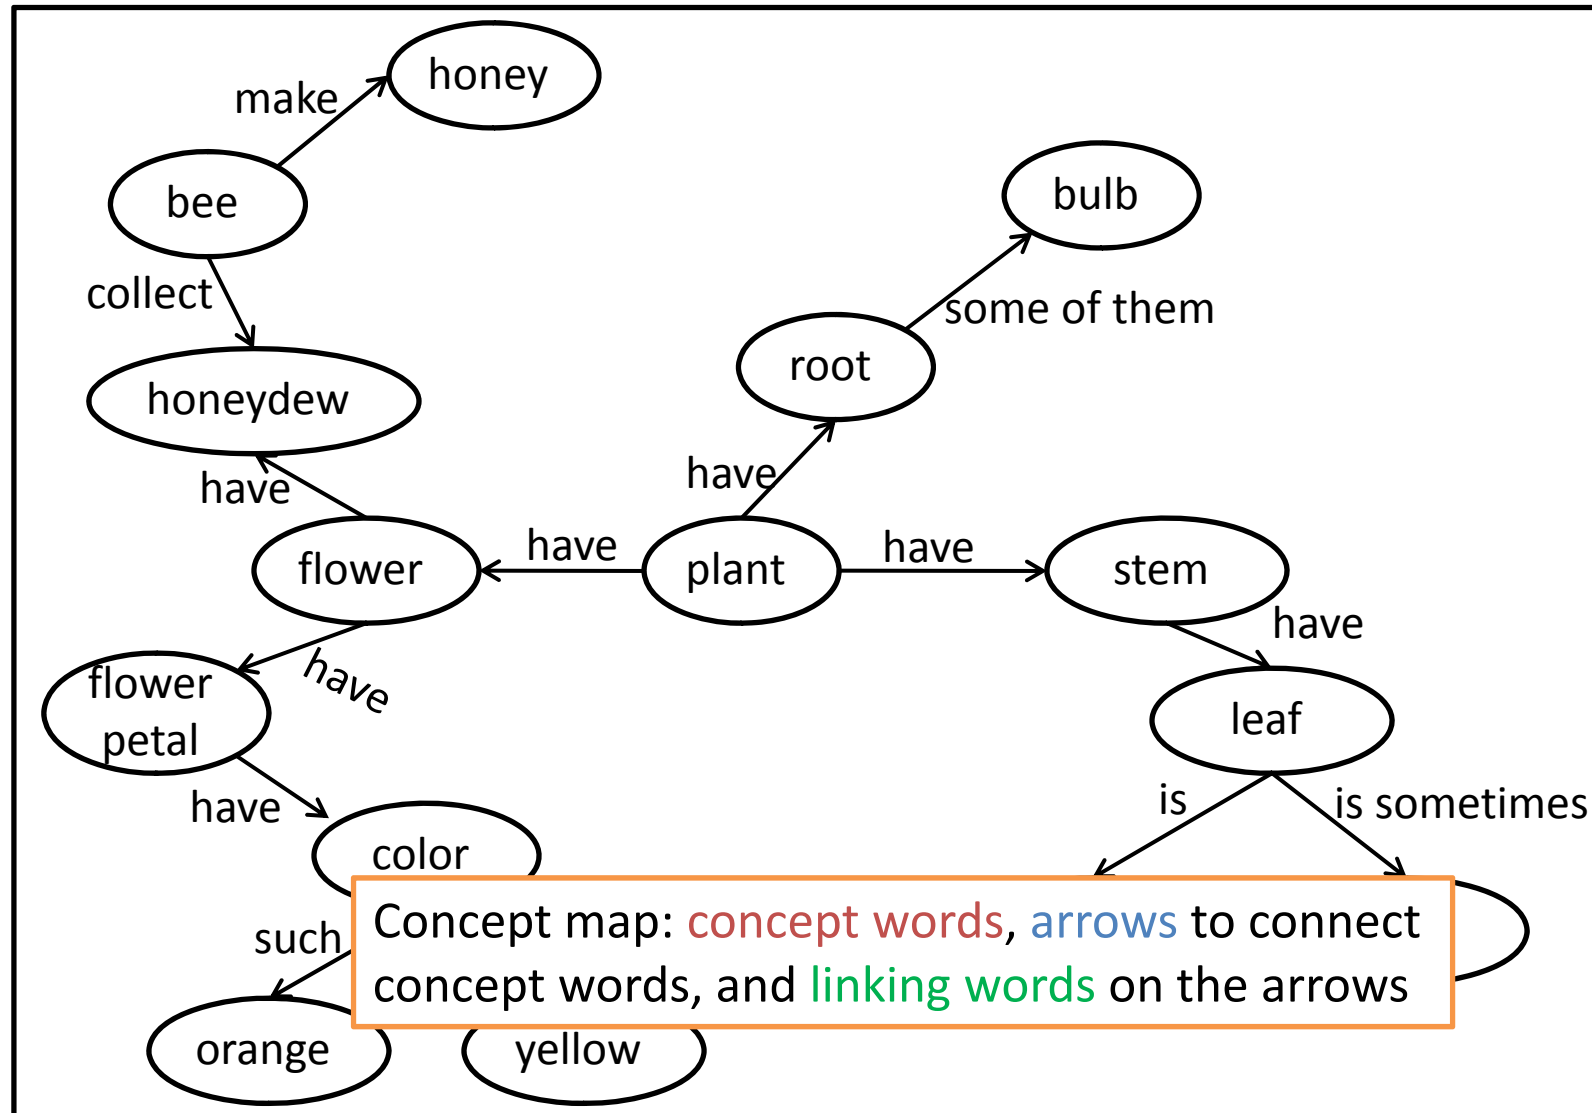 honey
make
bee
bulb
collect
some of them
root
honeydew
have
have
flower
have
plant
have
stem
have
have
flower
petal
leaf
have
is
is sometimes
color
Concept map: concept words, arrows to connect
concept words, and linking words on the arrows
such
orange
yellow